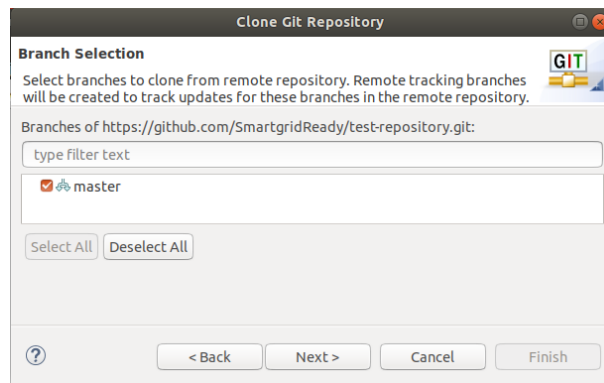 Clone Git Repository
Branch Selection
GIT
Select branches to clone from remote repository. Remote tracking branches
will be created to track updates for these branches in the remote repository.
Branches of https://github.com/SmartgridReady/test-repository.git:
type filter text
master
Select All Deselect All
? < Back Next > Cancel Finish